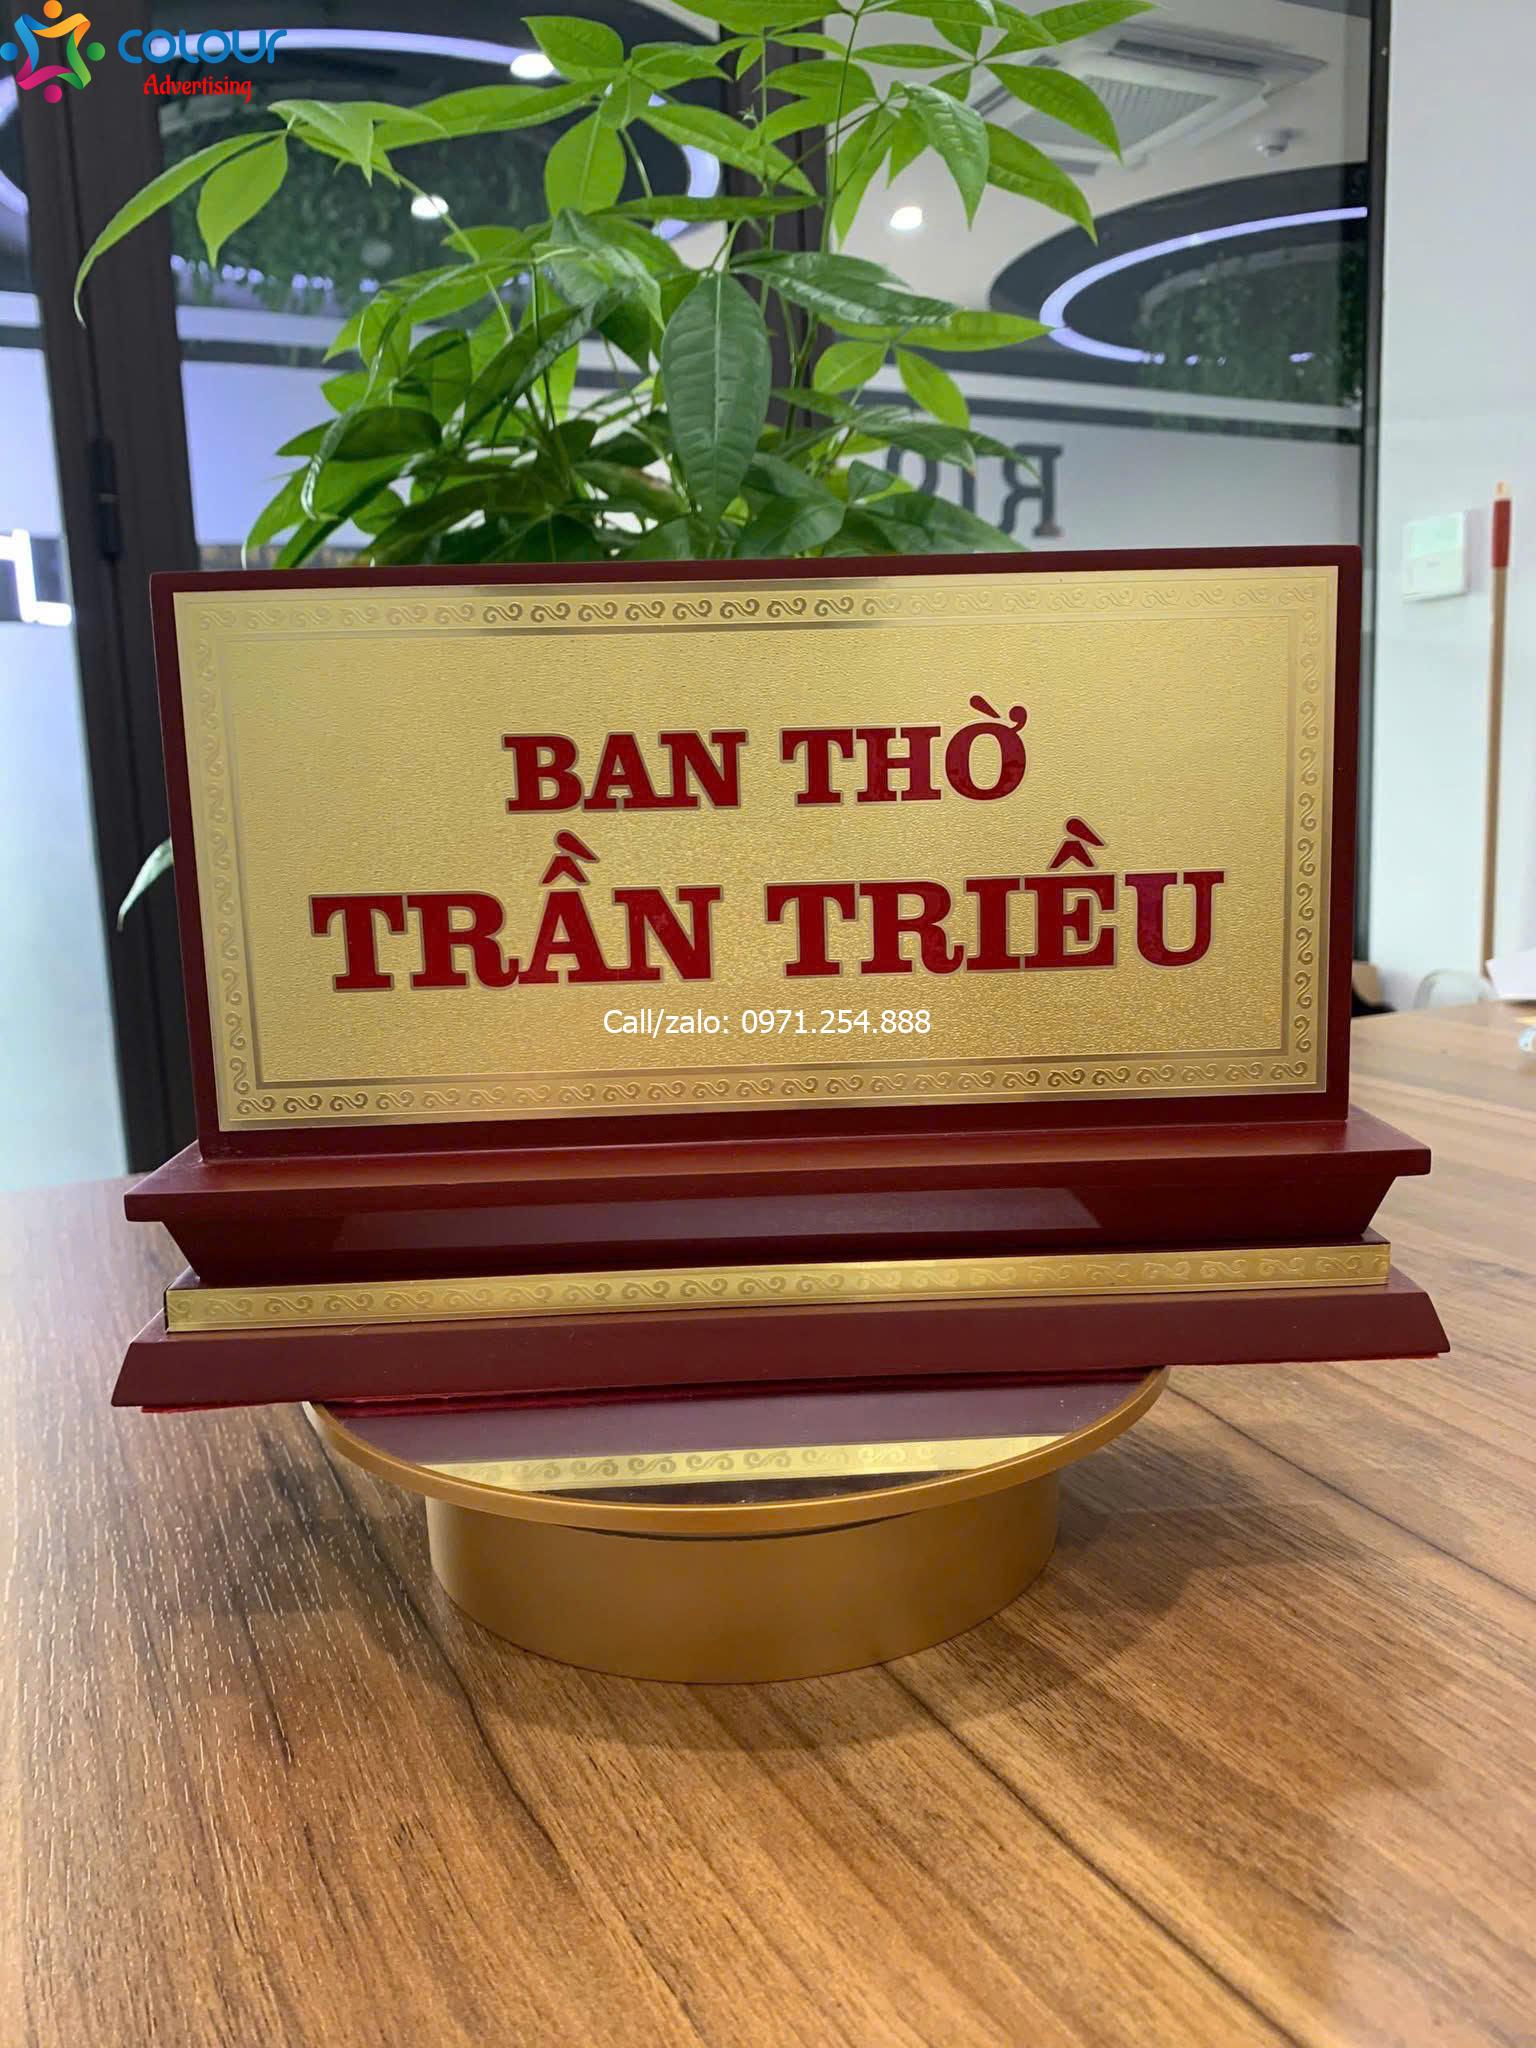 COLOUR
Advertising
BAN THỜ
TRẦN TRIỀU
Call/zalo: 0971.254.888